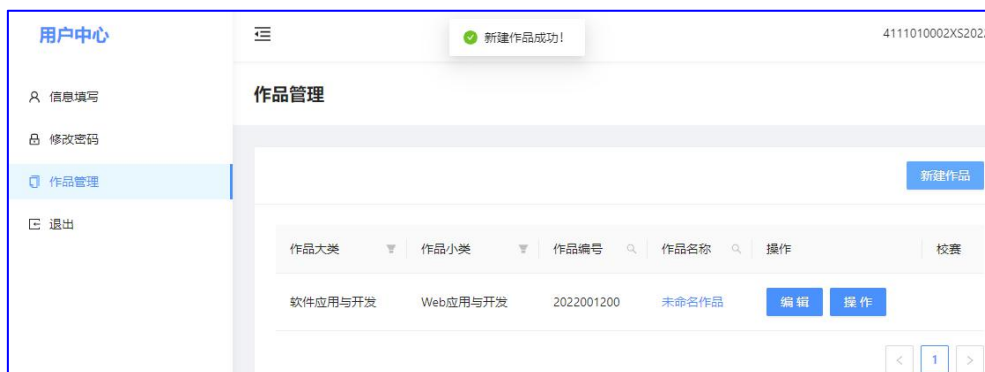 用户中心
新建作品成功!
4111010002XS202
信息填写
作品管理
修改密码
作品管理
新建作品
退出
作品大类 作品小类 作品编号 作品名称 操作 校赛
软件应用与开发 Web应用与开发 2022001200 未命名作品 编辑 操作
< 1 >